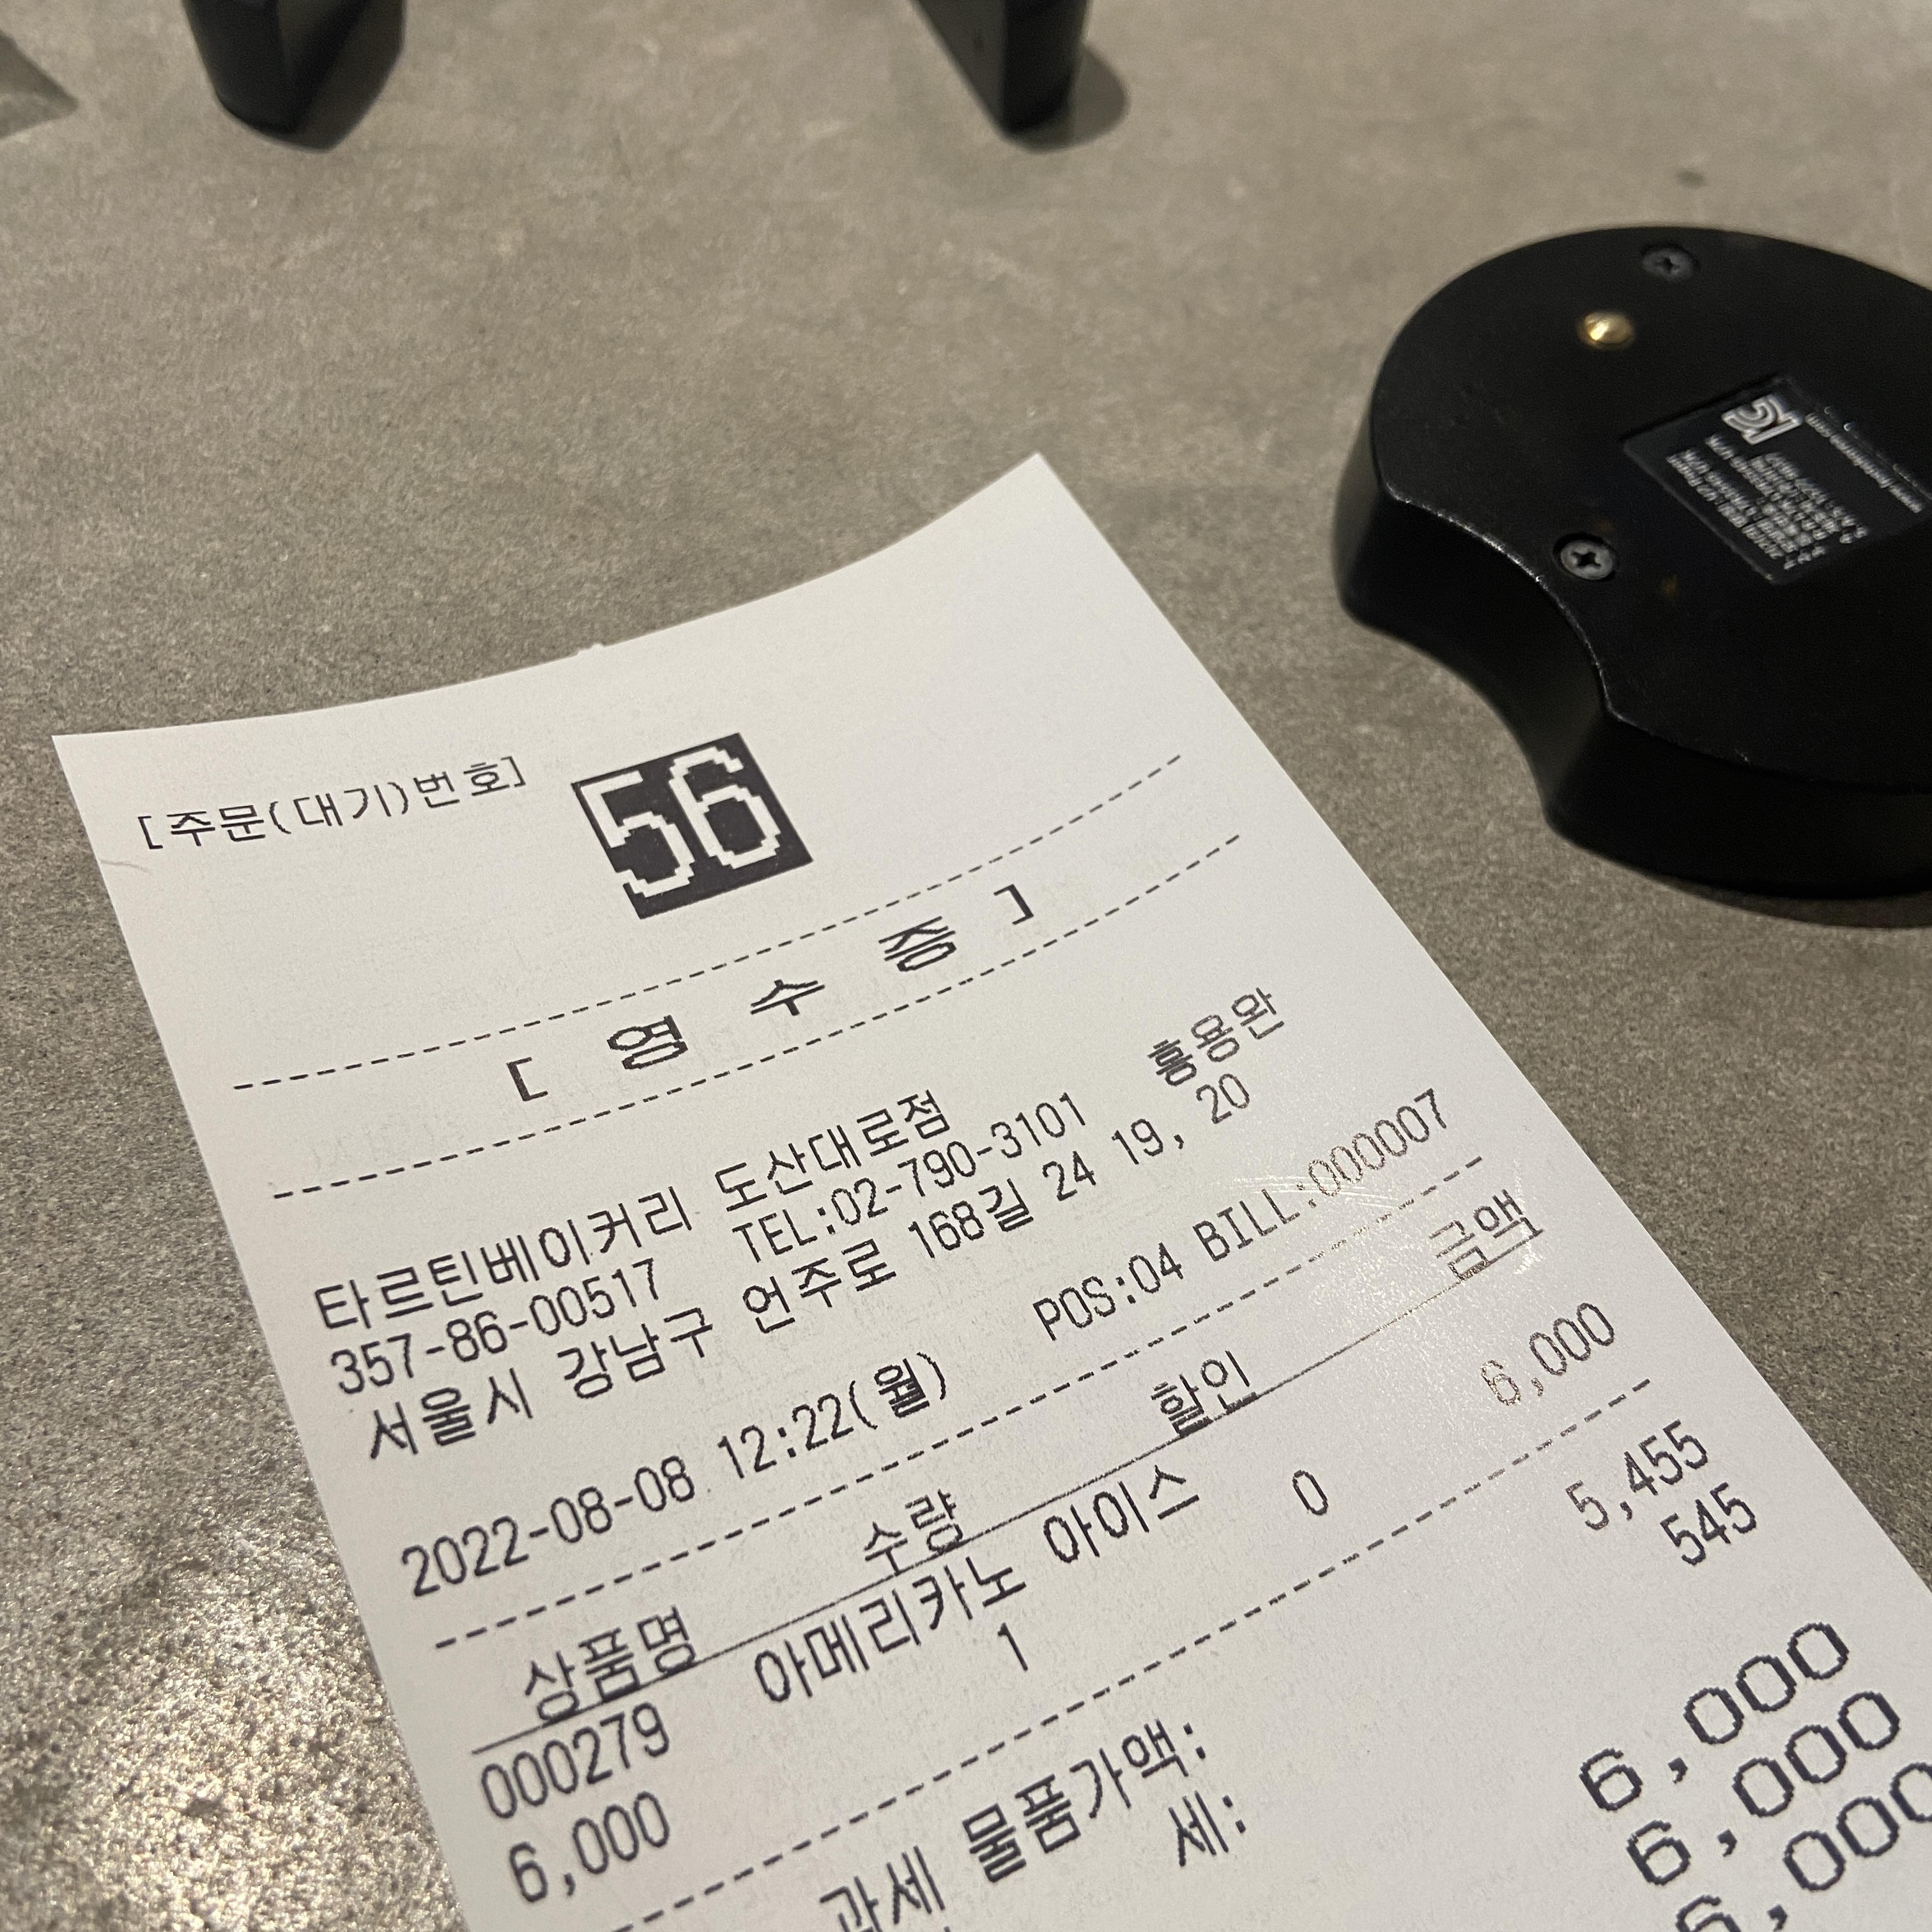 [주문(대기)번호] 56
[ 영 수 증 ]
타르틴베이커리 도산대로점
357-86-00517 TEL:02-790-3101 홍용완
서울시 강남구 언주로 168길 24 19, 20
2022-08-08 12:22(월) POS:04 BILL:000007
상품명 수량 할인 금액
000279 아메리카노 아이스
6,000 1 0 6,000
과세 물품가액: 5,455
세: 545
6,000
6,000
6,000